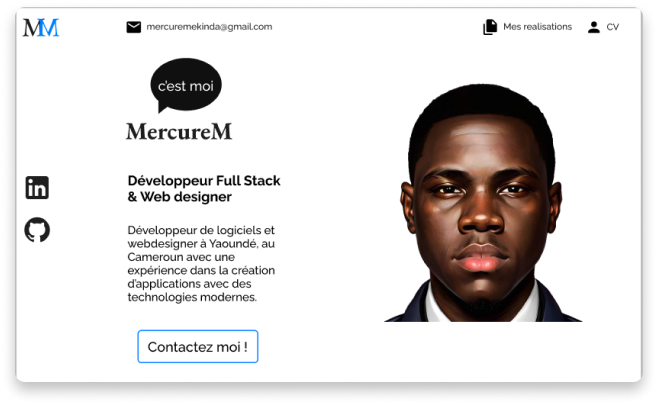 MM
mercuremekinda@gmail.com
Mes realisations
CV
c'est moi
MercureM
in
Développeur Full Stack
& Web designer
Développeur de logiciels et
webdesigner à Yaoundé, au
Cameroun avec une
expérience dans la création
d'applications avec des
technologies modernes.
Contactez moi !